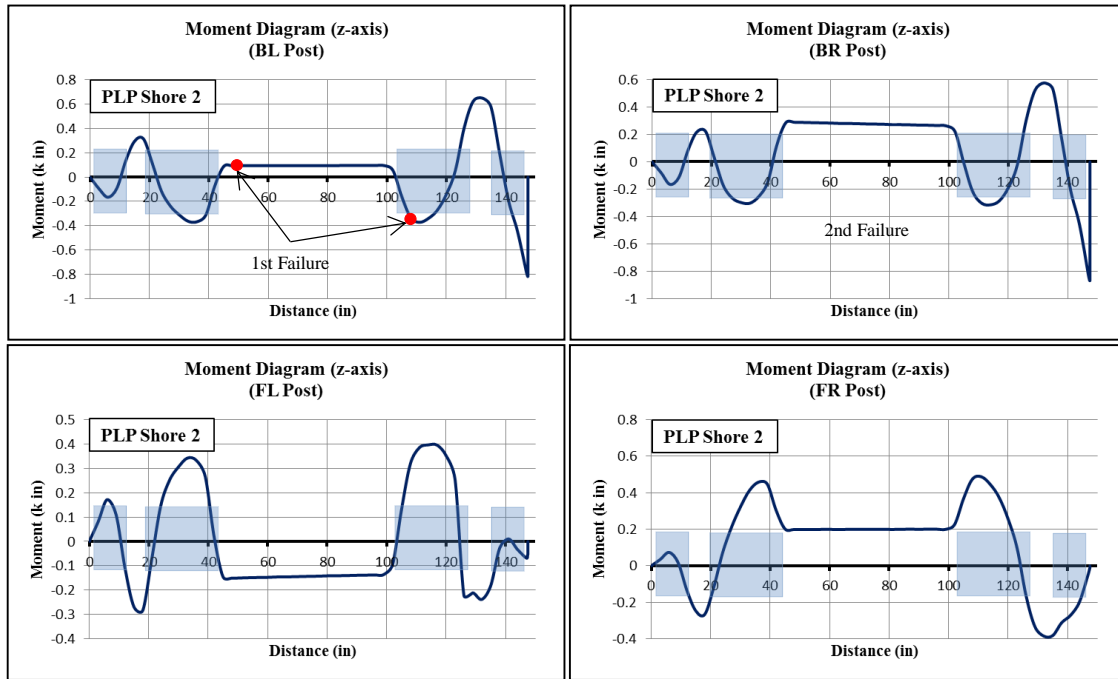 Moment Diagram (z-axis)
(BL Post)
PLP Shore 2
Moment (k in)
0.8
0.6
0.4
0.2
0
-0.2
-0.4
-0.6
-0.8
-1
0 20 40 60 80 100 120 140
1st Failure
Distance (in)
Moment Diagram (z-axis)
(BR Post)
PLP Shore 2
Moment (k in)
0.6
0.4
0.2
0
-0.2
-0.4
-0.6
-0.8
-1
0 20 40 60 80 100 120 140
2nd Failure
Distance (in)
Moment Diagram (z-axis)
(FL Post)
PLP Shore 2
Moment (k in)
0.5
0.4
0.3
0.2
0.1
0
-0.1
-0.2
-0.3
-0.4
0 20 40 60 80 100 120 140
Distance (in)
Moment Diagram (z-axis)
(FR Post)
PLP Shore 2
Moment (k in)
0.8
0.6
0.4
0.2
0
-0.2
-0.4
0 20 40 60 80 100 120 140
Distance (in)